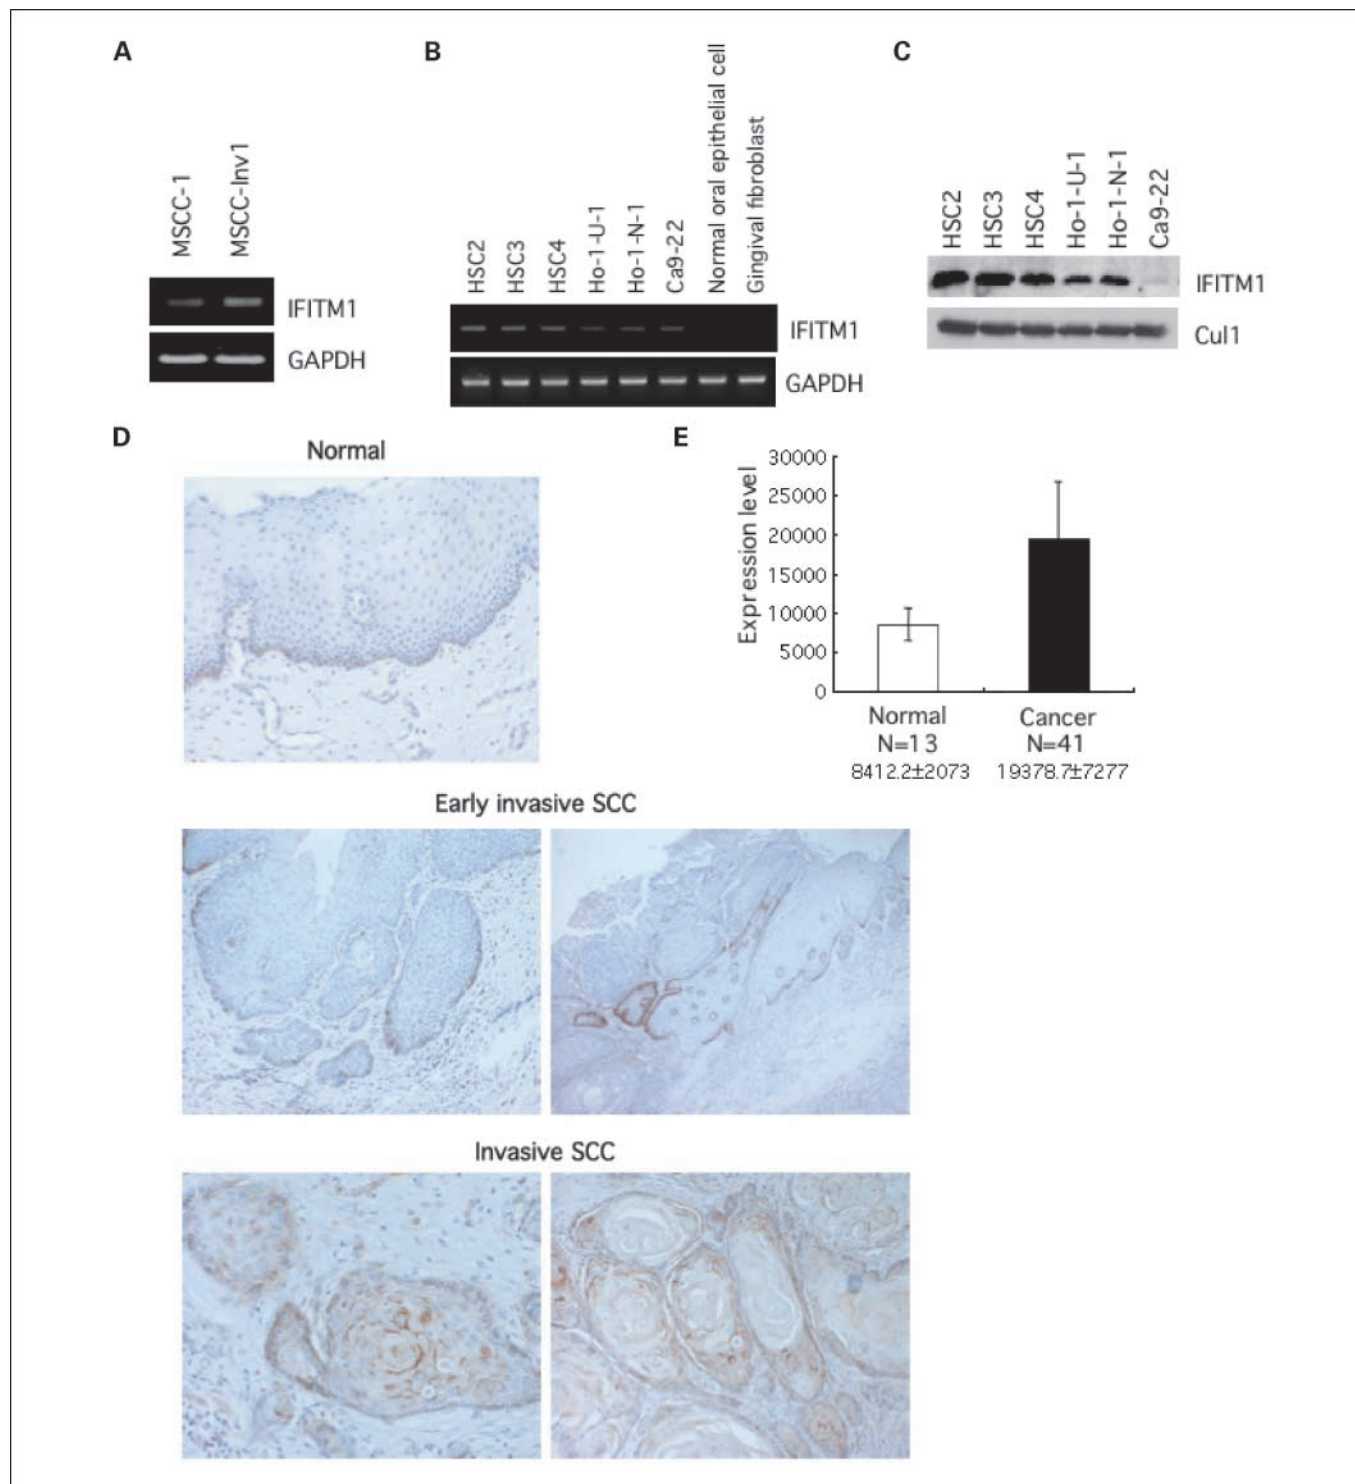 A
MSCC-1
MSCC-Inv1
IFITM1
GAPDH
B
HSC2
HSC3
HSC4
Ho-1-U-1
Ho-1-N-1
Ca9-22
Normal oral epithelial cell
Gingival fibroblast
IFITM1
GAPDH
C
HSC2
HSC3
HSC4
Ho-1-U-1
Ho-1-N-1
Ca9-22
IFITM1
Cul1
D
Normal
Early invasive SCC
Invasive SCC
E
Expression level
30000
25000
20000
15000
10000
5000
0
Normal
N=13
8412.2±2073
Cancer
N=41
19378.7±7277